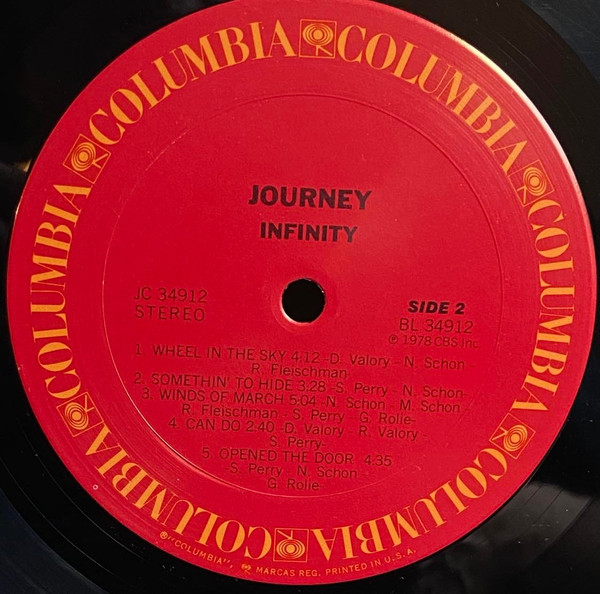 COLUMBIA COLUMBIA COLUMBIA COLUMBIA COLUMBIA COLUMBIA COLUMBIA COLUMBIA
JOURNEY
INFINITY
JC 34912
STEREO
SIDE 2
BL 34912
℗ 1978 CBS Inc.
1. WHEEL IN THE SKY 4:12 -D. Valory - N. Schon -
R. Fleischman-
2. SOMETHIN' TO HIDE 3:28 -S. Perry - N. Schon-
3. WINDS OF MARCH 5:04 -N. Schon - M. Schon -
R. Fleischman - S. Perry - G. Rolie-
4. CAN DO 2:40 -D. Valory - R. Valory -
S. Perry-
5. OPENED THE DOOR 4:35
S. Perry - N. Schon -
G. Rolie-
®"COLUMBIA", MARCAS REG. PRINTED IN U.S.A.